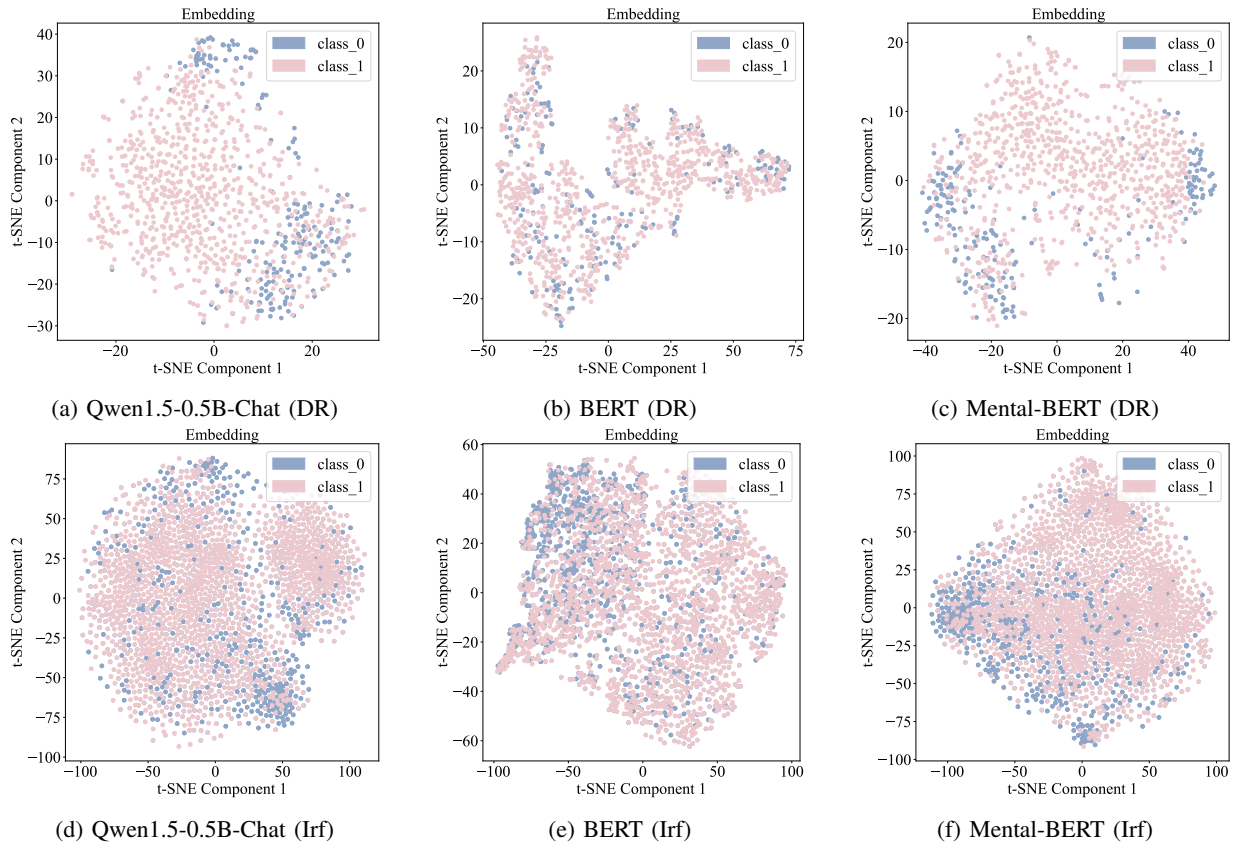 Embedding
class_0
class_1
40
30
20
10
0
−10
−20
−30
t-SNE Component 2
−20
0
20
t-SNE Component 1
(a) Qwen1.5-0.5B-Chat (DR)
Embedding
class_0
class_1
20
10
0
−10
−20
t-SNE Component 2
−50
−25
0
25
50
75
t-SNE Component 1
(b) BERT (DR)
Embedding
class_0
class_1
20
10
0
−10
−20
t-SNE Component 2
−40
−20
0
20
40
t-SNE Component 1
(c) Mental-BERT (DR)
Embedding
class_0
class_1
75
50
25
0
−25
−50
−75
−100
t-SNE Component 2
−100
−50
0
50
100
t-SNE Component 1
(d) Qwen1.5-0.5B-Chat (Irf)
Embedding
class_0
class_1
60
40
20
0
−20
−40
−60
t-SNE Component 2
−100
−50
0
50
100
t-SNE Component 1
(e) BERT (Irf)
Embedding
class_0
class_1
100
75
50
25
0
−25
−50
−75
−100
t-SNE Component 2
−100
−50
0
50
100
t-SNE Component 1
(f) Mental-BERT (Irf)